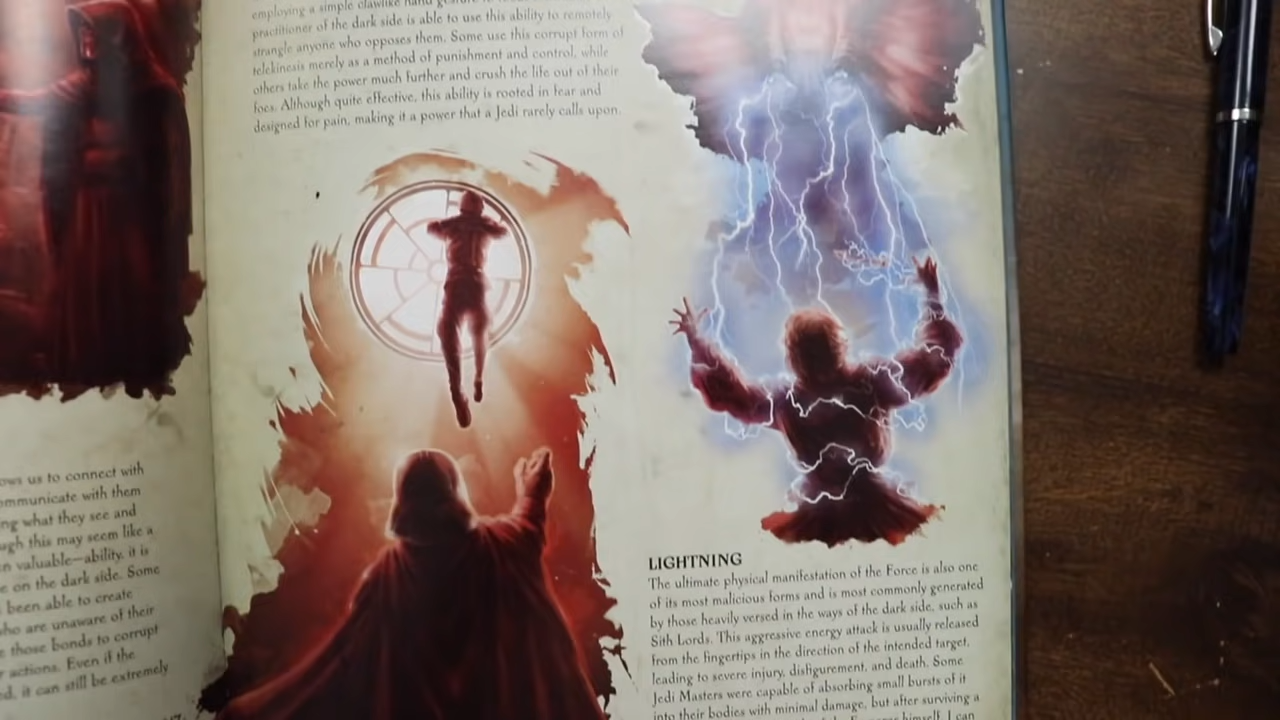 ows us to connect with
ommunicate with them
ng what they see and
ugh this may seem like a
n valuable—ability, it is
e on the dark side. Some
been able to create
who are unaware of their
those bonds to corrupt
actions. Even if the
d, it can still be extremely
employing a simple clawlike hand gesture,
practitioner of the dark side is able to use this ability to remotely
strangle anyone who opposes them. Some use this corrupt form of
telekinesis merely as a method of punishment and control, while
others take the power much further and crush the life out of their
foes. Although quite effective, this ability is rooted in fear and
designed for pain, making it a power that a Jedi rarely calls upon.
LIGHTNING
The ultimate physical manifestation of the Force is also one
of its most malicious forms and is most commonly generated
by those heavily versed in the ways of the dark side, such as
Sith Lords. This aggressive energy attack is usually released
from the fingertips in the direction of the intended target,
leading to severe injury, disfigurement, and death. Some
Jedi Masters were capable of absorbing small bursts of it
into their bodies with minimal damage, but after surviving a
himself, I can